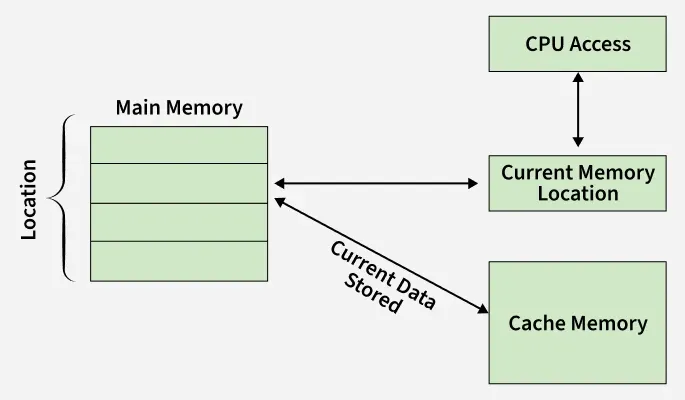 CPU Access
Main Memory
Location
Current Memory
Location
Current Data
Stored
Cache Memory